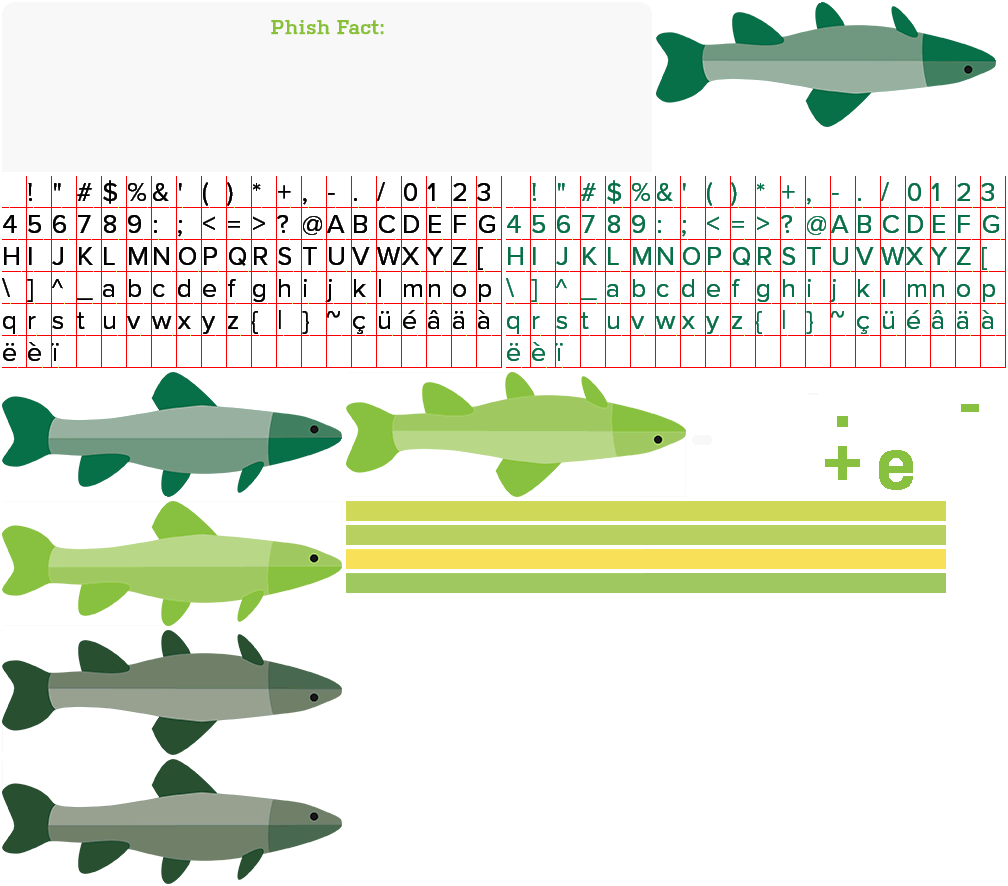 Phish Fact:
! " # $ % & ' ( ) * + , - . / 0 1 2 3
4 5 6 7 8 9 : ; < = > ? @ A B C D E F G
H I J K L M N O P Q R S T U V W X Y Z [
\ ] ^ _ a b c d e f g h i j k l m n o p
q r s t u v w x y z { | } ~ ç ü é â ä à
ë è ï
! " # $ % & ' ( ) * + , - . / 0 1 2 3
4 5 6 7 8 9 : ; < = > ? @ A B C D E F G
H I J K L M N O P Q R S T U V W X Y Z [
\ ] ^ _ a b c d e f g h i j k l m n o p
q r s t u v w x y z { | } ~ ç ü é â ä à
ë è ï
+ e -